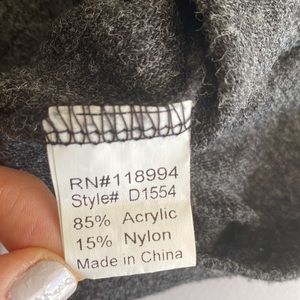 RN#118994
Style# D1554
85% Acrylic
15% Nylon
Made in China